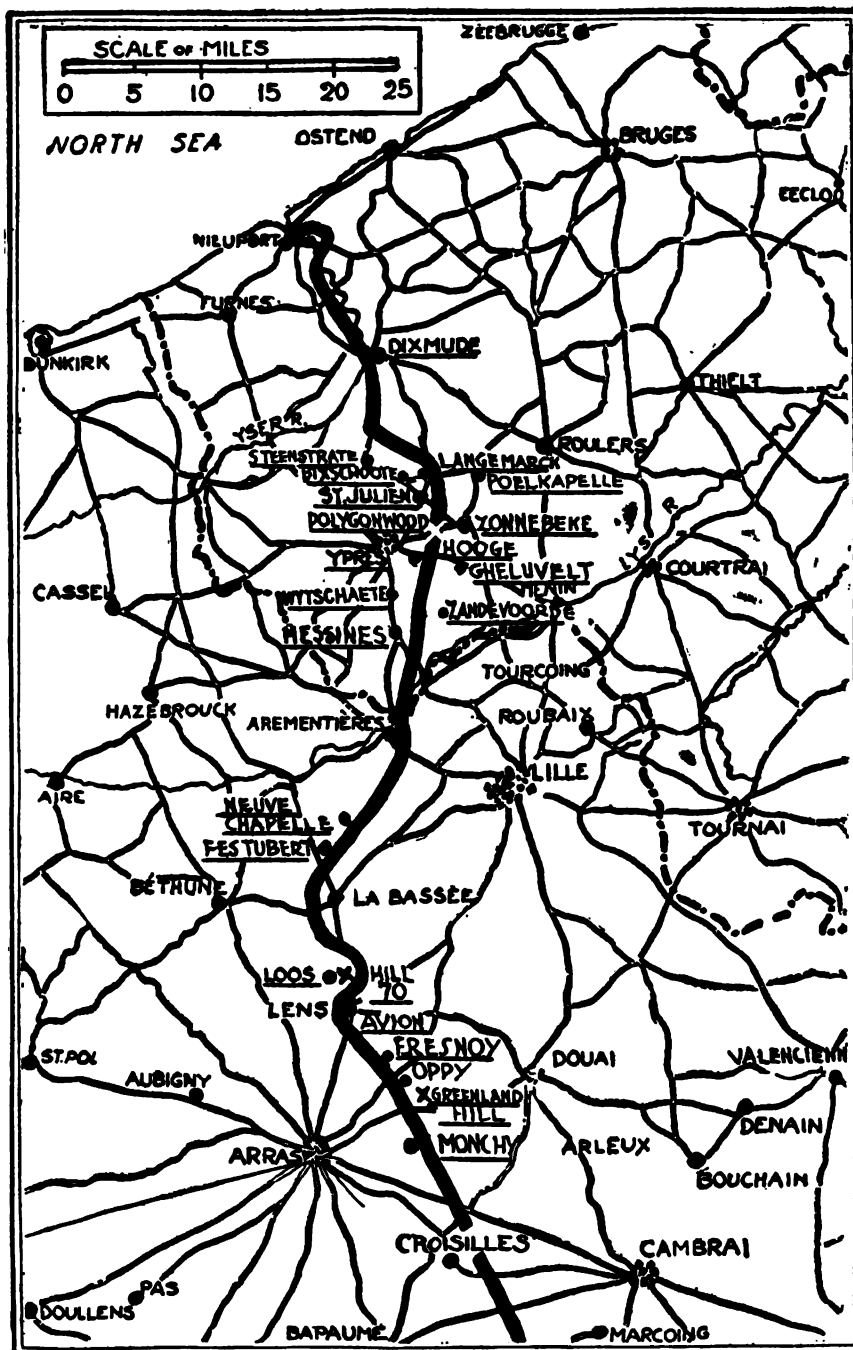 ZEEBRUGGE
SCALE OF MILES
0 5 10 15 20 25
NORTH SEA
OSTEND
BRUGES
EECLOO
NIEUPORT
FURNES
DUNKIRK
DIXMUDE
THIELT
YSER R.
ROULERS
STEENSTRATE
LANGEMARCK
BIXSCHOOTE
POELKAPELLE
ST. JULIEN
POLYGONWOOD
ZONNEBEKE
LYS R.
HOOGE
YPRES
GHELUVELT
COURTRAI
MENIN
CASSEL
WYTSCHAETE
ZANDEVOORDE
MESSINES
TOURCOING
HAZEBROUCK
ROUBAIX
AREMENTIÈRES
LILLE
AIRE
NEUVE
CHAPELLE
TOURNAI
FESTUBERT
BÉTHUNE
LA BASSÉE
LOOS X HILL
70
LENS
AVION
FRESNOY
ST. POL
DOUAI
VALENCIENN
OPPY
AUBIGNY
X GREENLAND
HILL
DENAIN
MONCHY
ARLEUX
ARRAS
BOUCHAIN
CROISILLES
CAMBRAI
PAS
DOULLENS
BAPAUME
MARCOING